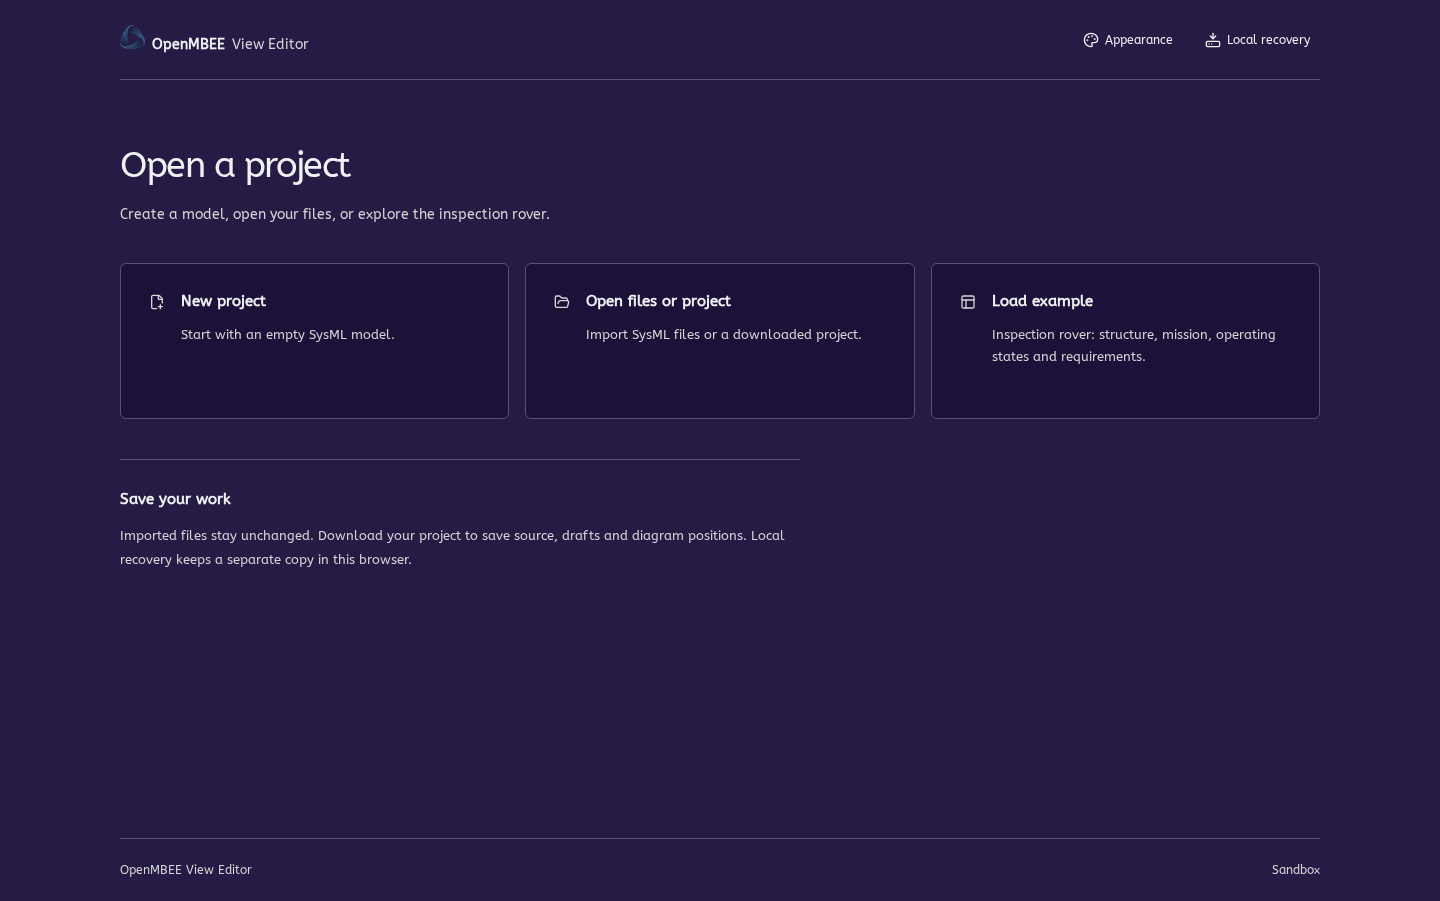 OpenMBEE View Editor
Appearance
Local recovery
Open a project
Create a model, open your files, or explore the inspection rover.
New project
Start with an empty SysML model.
Open files or project
Import SysML files or a downloaded project.
Load example
Inspection rover: structure, mission, operating
states and requirements.
Save your work
Imported files stay unchanged. Download your project to save source, drafts and diagram positions. Local
recovery keeps a separate copy in this browser.
OpenMBEE View Editor
Sandbox